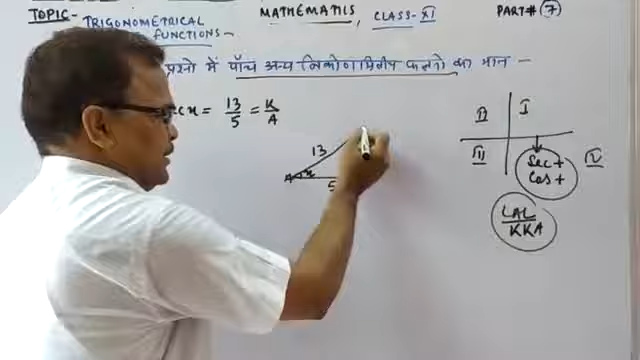 TOPIC- TRIGONOMETRICAL FUNCTIONS-
MATHEMATICS, CLASS-XI
PART# 7
प्रश्नो में पाँच अन्य त्रिकोणमितीय फलनो का मान -
ecx = 13/5 = K/A
II I
III IV
Sec +
Cos +
LAL/KKA
13
A x
5